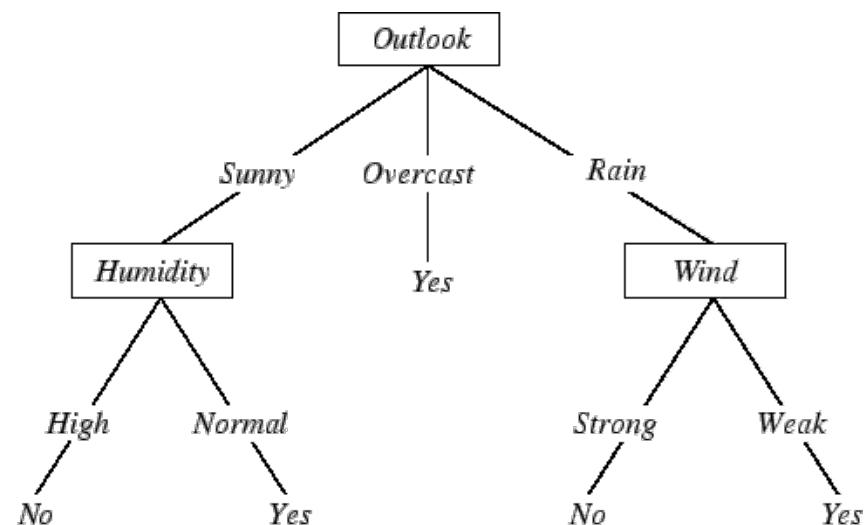 Outlook
Sunny Overcast Rain
Humidity Yes Wind
High Normal Strong Weak
No Yes No Yes